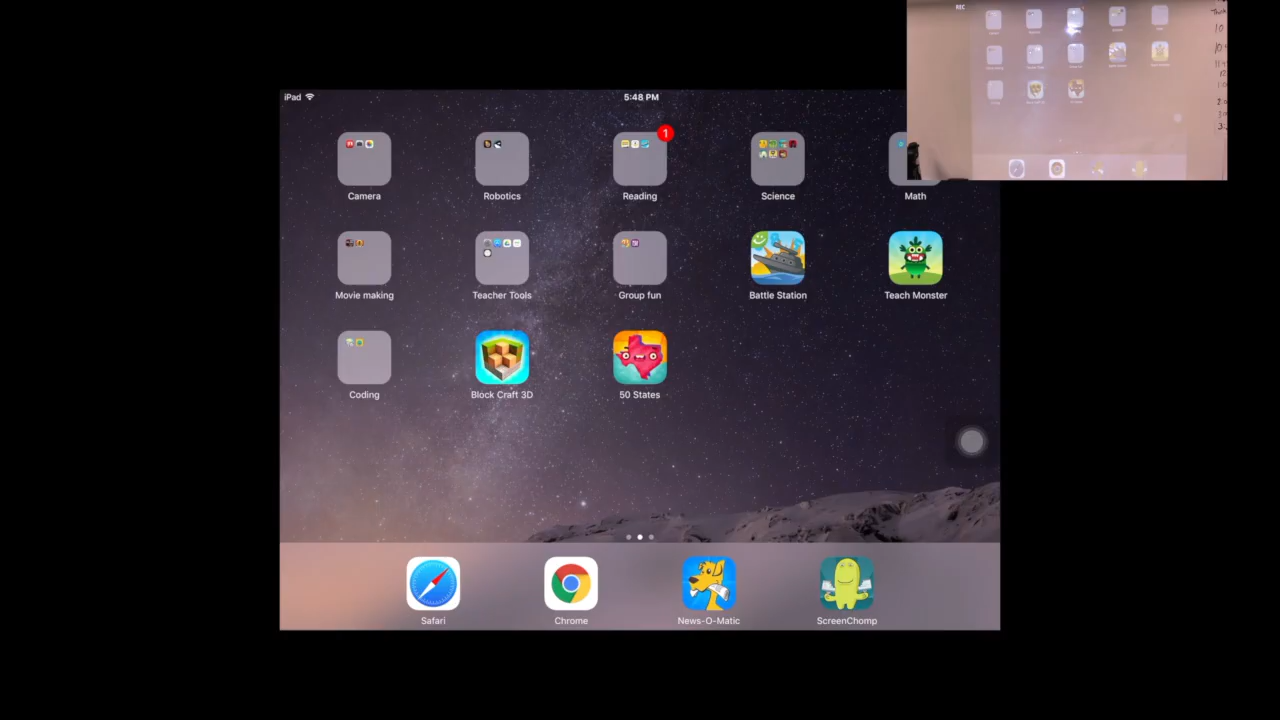 REC
iPad
5:48 PM
1
Camera
Robotics
Reading
Science
Math
Movie making
Teacher Tools
Group fun
Battle Station
Teach Monster
Coding
Block Craft 3D
50 States
Safari
Chrome
News-O-Matic
ScreenChomp